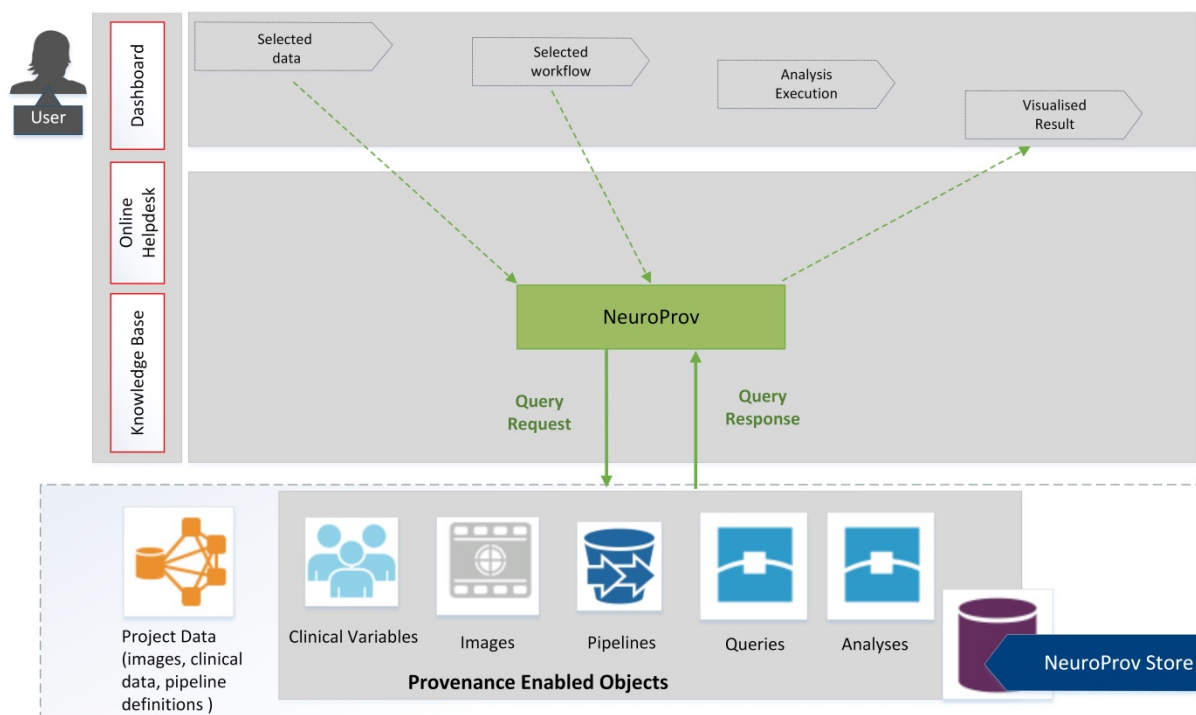 User
Dashboard
Online
Helpdesk
Knowledge Base
Selected
data
Selected
workflow
Analysis
Execution
Visualised
Result
NeuroProv
Query
Request
Query
Response
Project Data
(images, clinical
data, pipeline
definitions )
Clinical Variables
Images
Pipelines
Queries
Analyses
Provenance Enabled Objects
NeuroProv Store